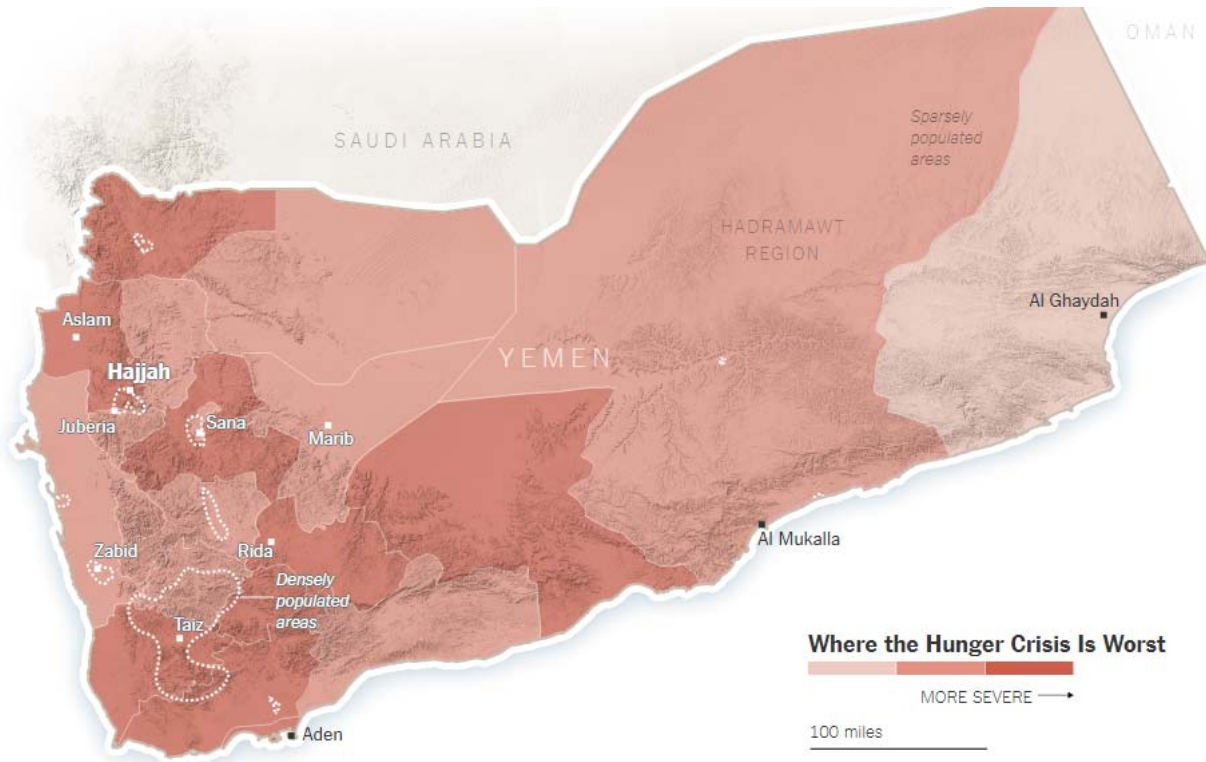 OMAN
SAUDI ARABIA
Sparsely
populated
areas
HADRAMAWT
REGION
Al Ghaydah
Aslam
YEMEN
Hajjah
Juberia
Sana
Marib
Al Mukalla
Zabid
Rida
Densely
populated
areas
Taiz
Aden
Where the Hunger Crisis Is Worst
MORE SEVERE
100 miles